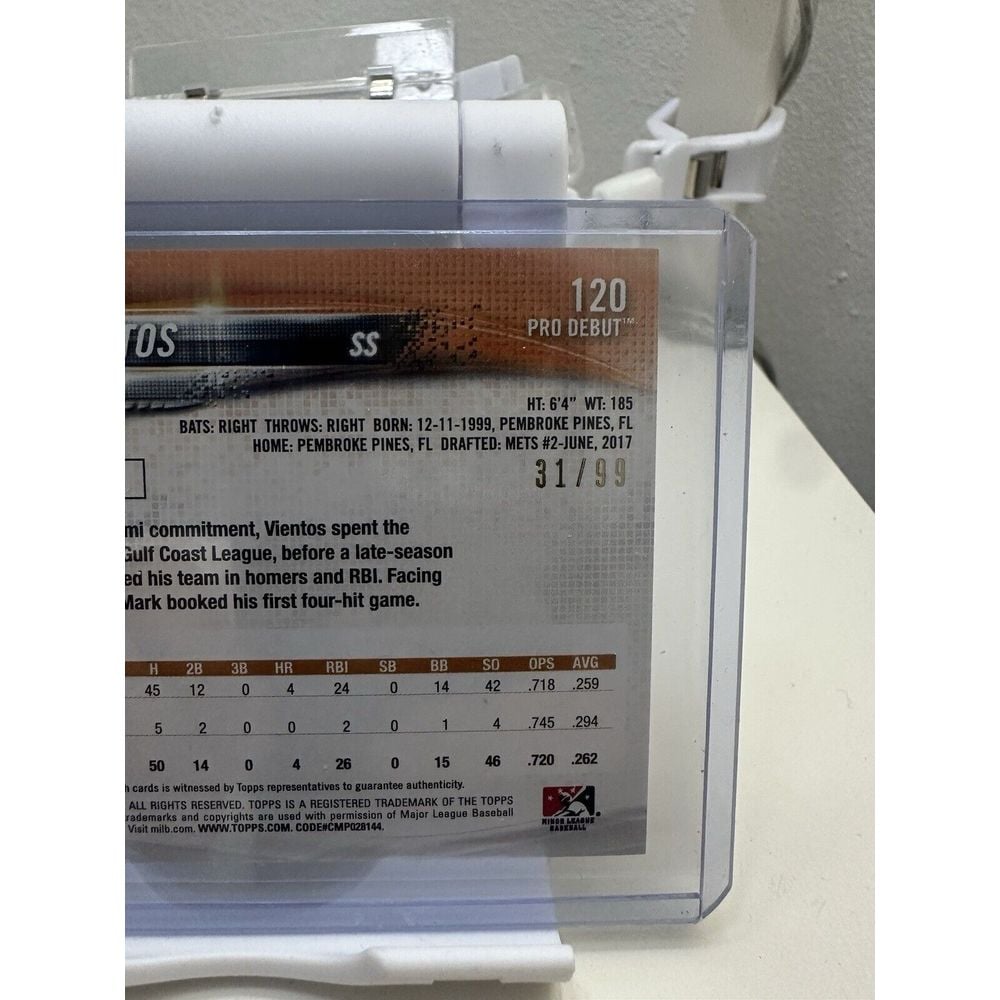 120
PRO DEBUT™
TOS SS
HT: 6'4" WT: 185
BATS: RIGHT THROWS: RIGHT BORN: 12-11-1999, PEMBROKE PINES, FL
HOME: PEMBROKE PINES, FL DRAFTED: METS #2-JUNE, 2017
31/99
mi commitment, Vientos spent the
Gulf Coast League, before a late-season
ed his team in homers and RBI. Facing
Mark booked his first four-hit game.
H 2B 3B HR RBI SB BB SO OPS AVG
45 12 0 4 24 0 14 42 .718 .259
5 2 0 0 2 0 1 4 .745 .294
50 14 0 4 26 0 15 46 .720 .262
n cards is witnessed by Topps representatives to guarantee authenticity.
ALL RIGHTS RESERVED. TOPPS IS A REGISTERED TRADEMARK OF THE TOPPS
rademarks and copyrights are used with permission of Major League Baseball
Visit milb.com. WWW.TOPPS.COM. CODE#CMP028144.
MINOR LEAGUE
BASEBALL